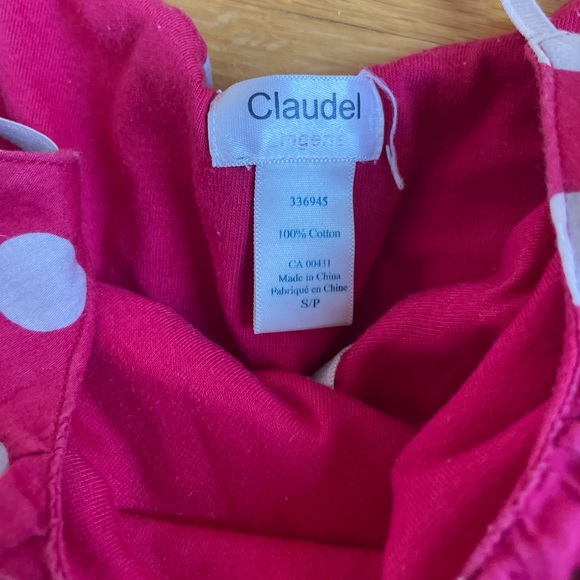 Claudel
Lingerie
336945
100% Cotton
CA 00431
Made in China
Fabriqué en Chine
S/P